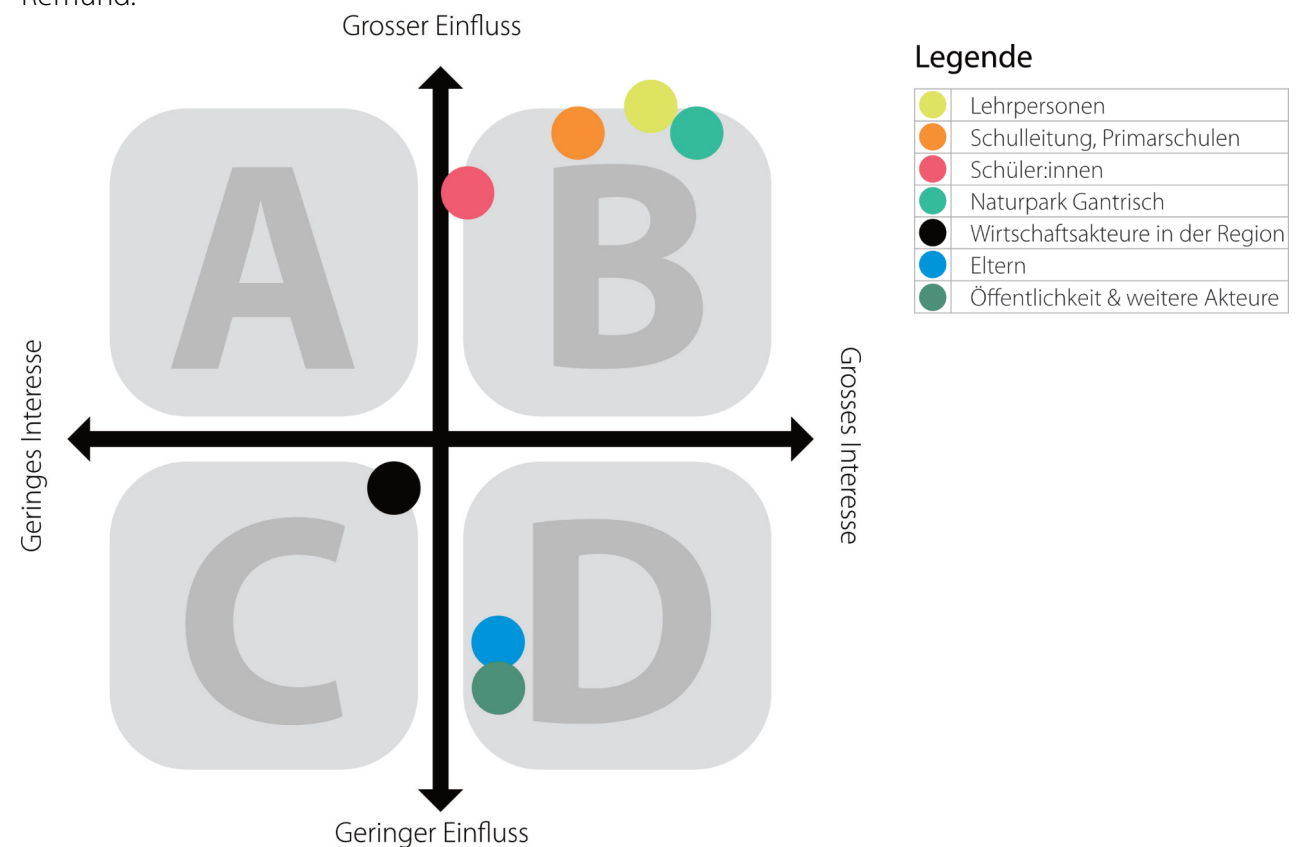 Remund.
Grosser Einfluss
Legende
Lehrpersonen
Schulleitung, Primarschulen
Schüler:innen
Naturpark Gantrisch
Wirtschaftsakteure in der Region
Eltern
Öffentlichkeit & weitere Akteure
A
B
Geringes Interesse
Grosses Interesse
C
D
Geringer Einfluss